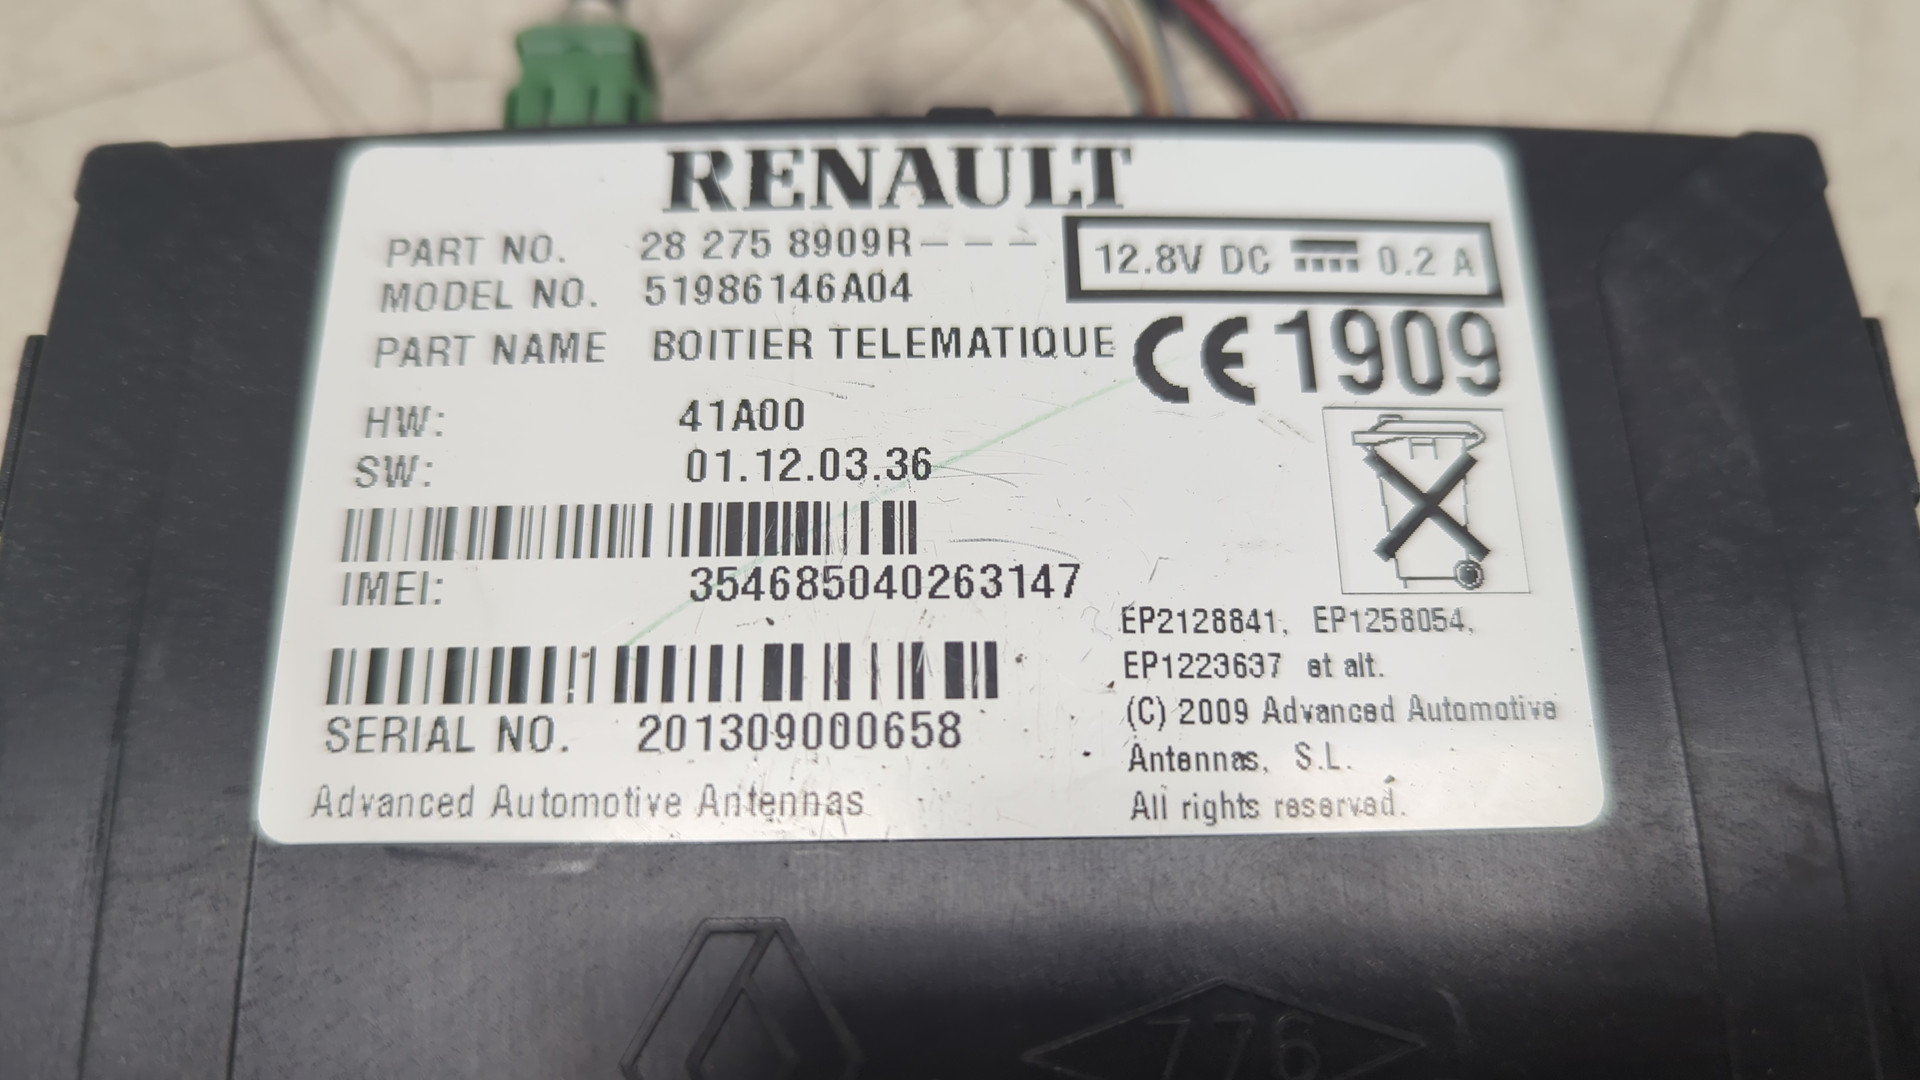 RENAULT
PART NO. 28 275 8909R---
MODEL NO. 51986146A04
12.8V DC 0.2 A
PART NAME BOITIER TELEMATIQUE
CE 1909
HW: 41A00
SW: 01.12.03.36
IMEI: 354685040263147
SERIAL NO. 201309000658
Advanced Automotive Antennas
EP2128841, EP1258054,
EP1223637 et alt.
(C) 2009 Advanced Automotive
Antennas, S.L.
All rights reserved.
776